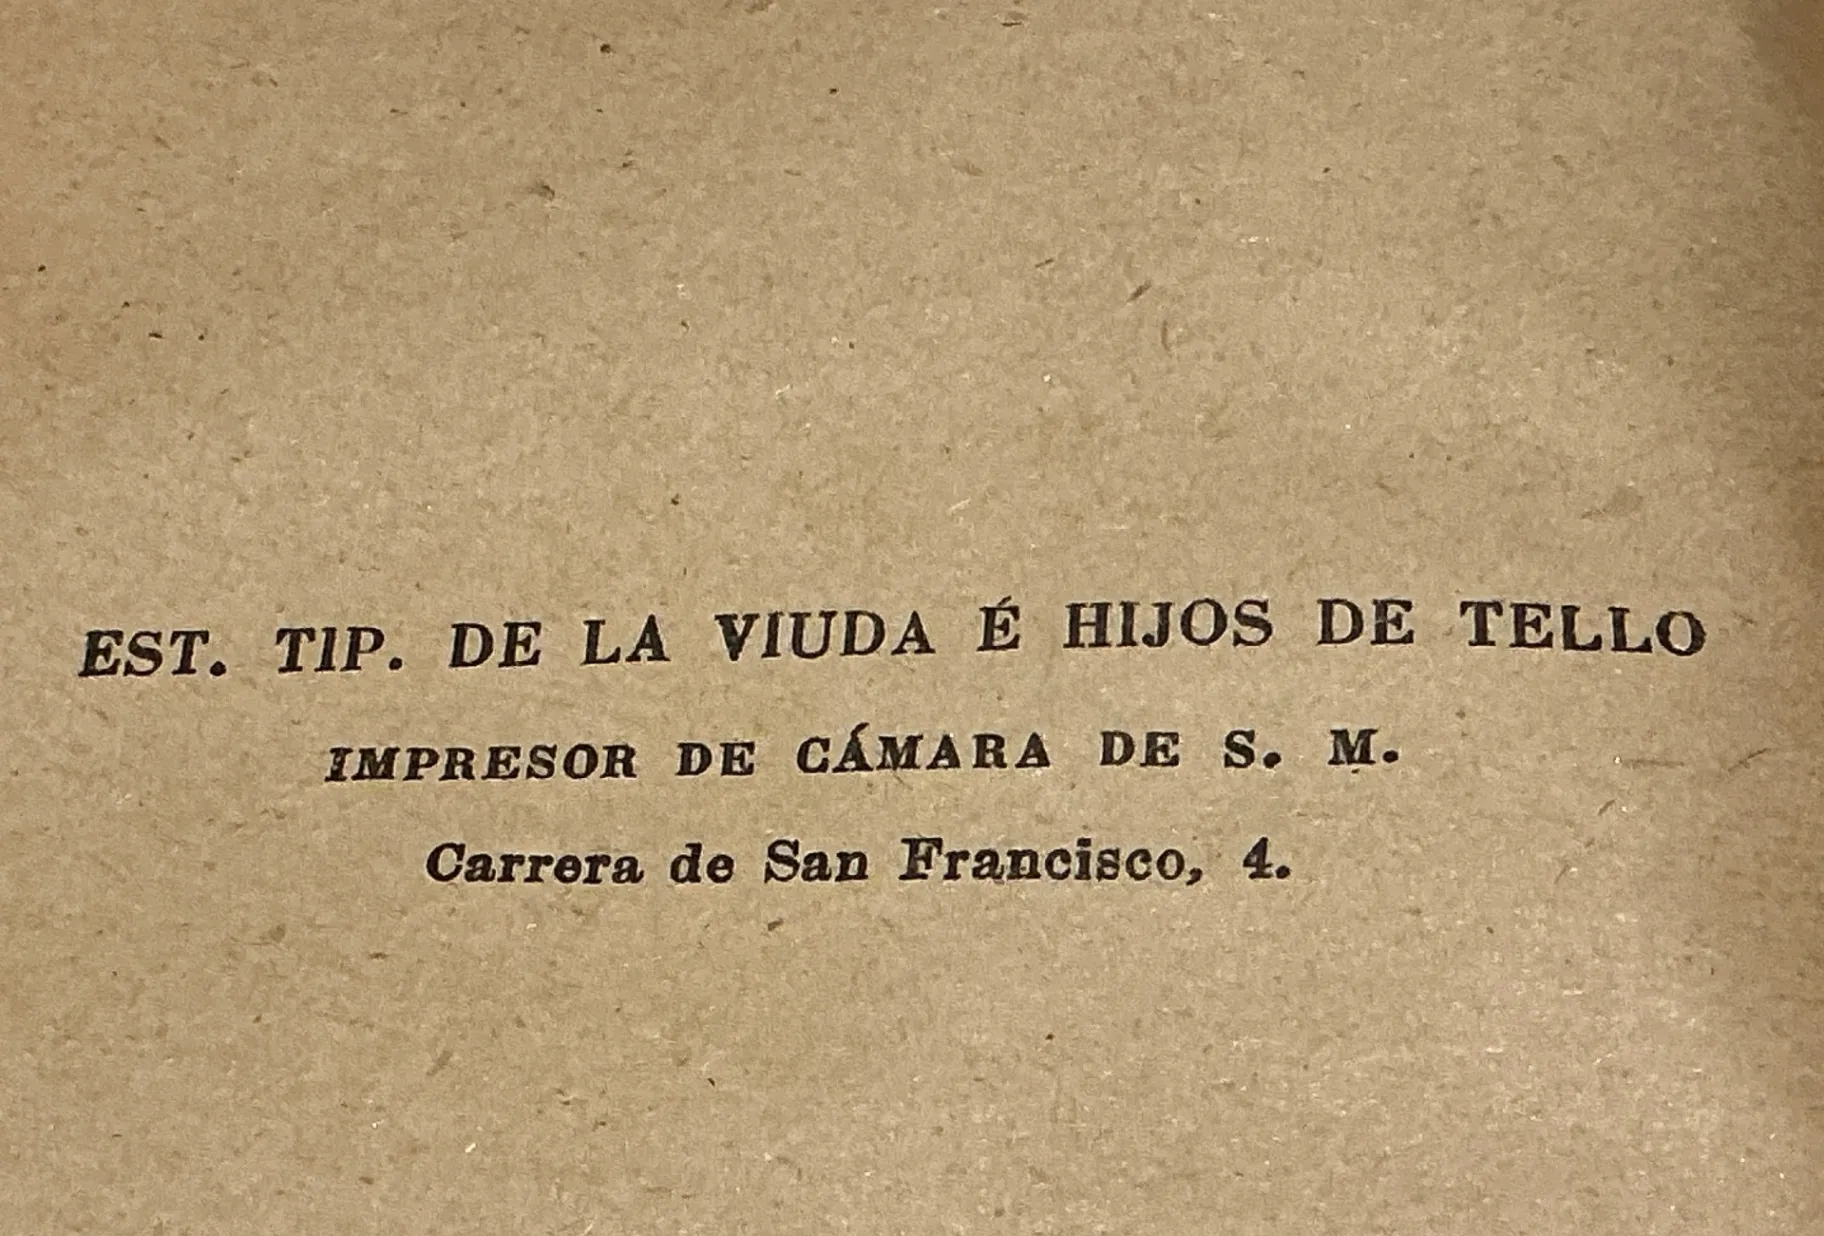 EST. TIP. DE LA VIUDA É HIJOS DE TELLO
IMPRESOR DE CÁMARA DE S. M.
Carrera de San Francisco, 4.